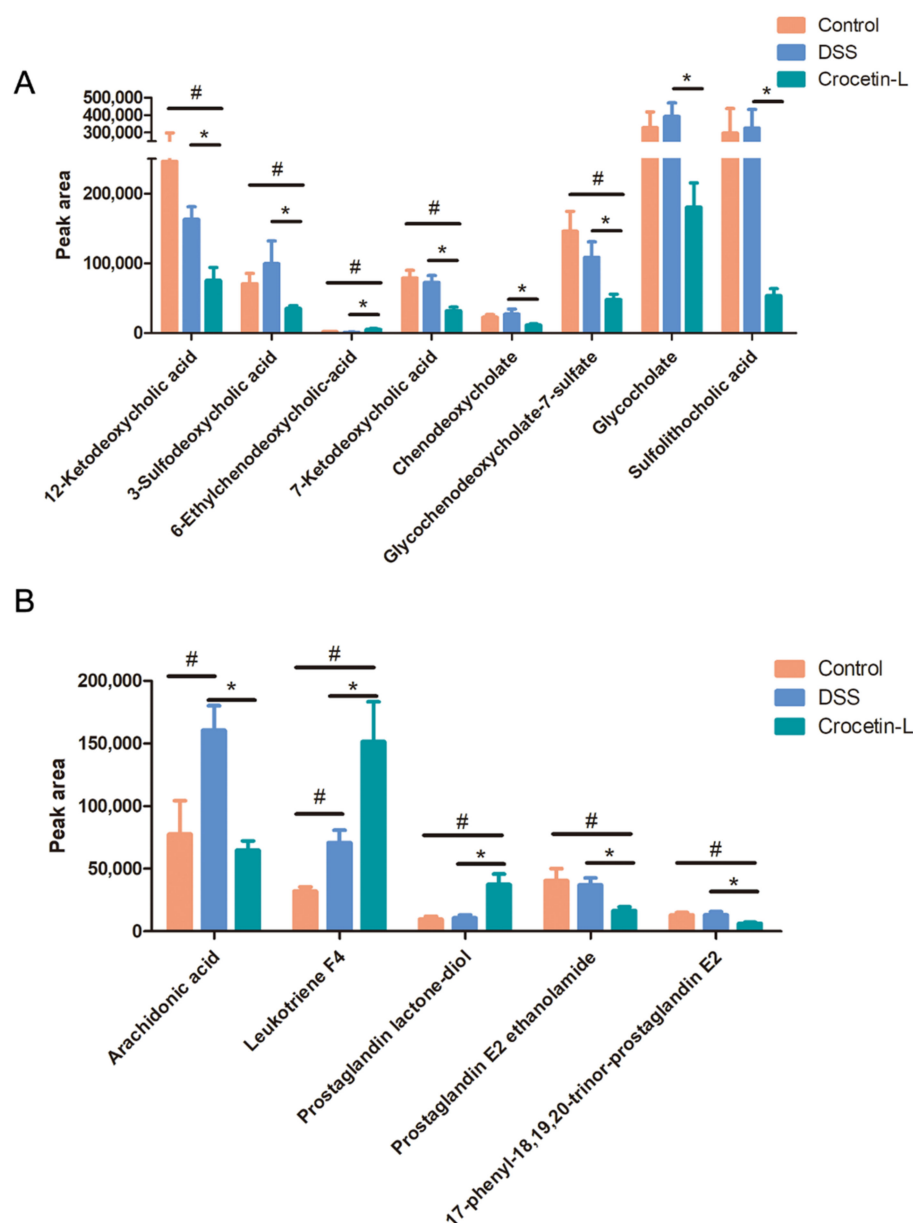 Control
DSS
Crocetin-L
A
Peak area
500,000
400,000
300,000
200,000
100,000
0
#
*
#
*
#
*
#
*
*
#
*
*
*
12-Ketodeoxycholic acid
3-Sulfodeoxycholic acid
6-Ethylchenodeoxycholic-acid
7-Ketodeoxycholic acid
Chenodeoxycholate
Glycochenodeoxycholate-7-sulfate
Glycocholate
Sulfolithocholic acid
B
Control
DSS
Crocetin-L
Peak area
200,000
150,000
100,000
50,000
0
#
*
#
#
*
#
*
#
*
#
*
Arachidonic acid
Leukotriene F4
Prostaglandin lactone-diol
Prostaglandin E2 ethanolamide
17-phenyl-18,19,20-trinor-prostaglandin E2